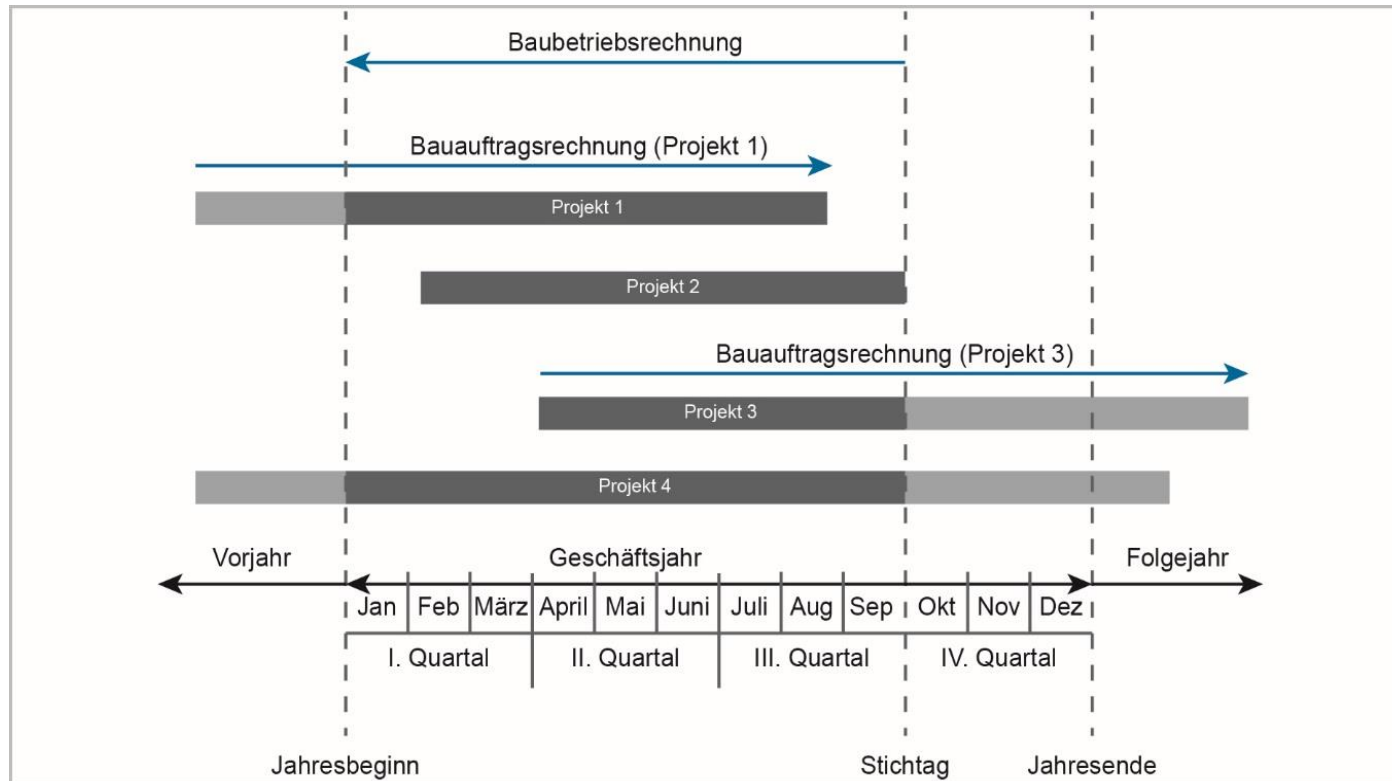 Baubetriebsrechnung
Bauauftragsrechnung (Projekt 1)
Projekt 1
Projekt 2
Bauauftragsrechnung (Projekt 3)
Projekt 3
Projekt 4
Vorjahr Geschäftsjahr Folgejahr
Jan Feb März April Mai Juni Juli Aug Sep Okt Nov Dez
I. Quartal II. Quartal III. Quartal IV. Quartal
Jahresbeginn Stichtag Jahresende